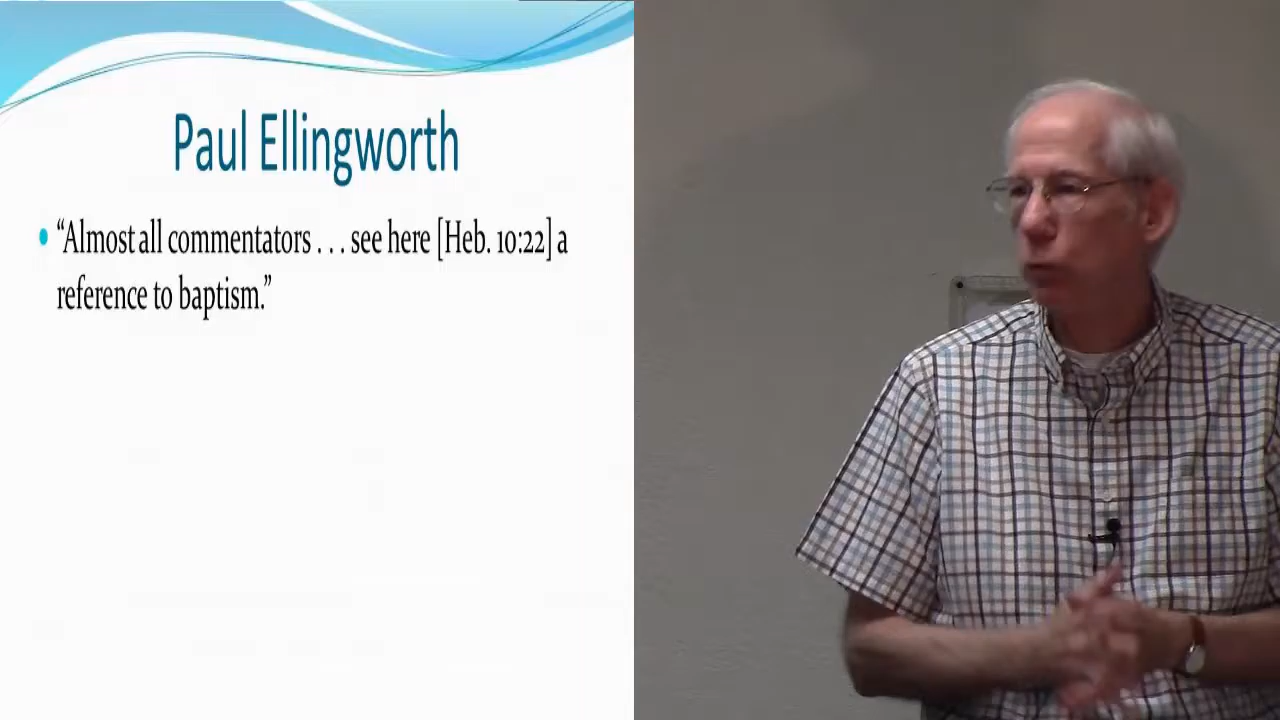 Paul Ellingworth
• “Almost all commentators . . . see here [Heb. 10:22] a
reference to baptism.”